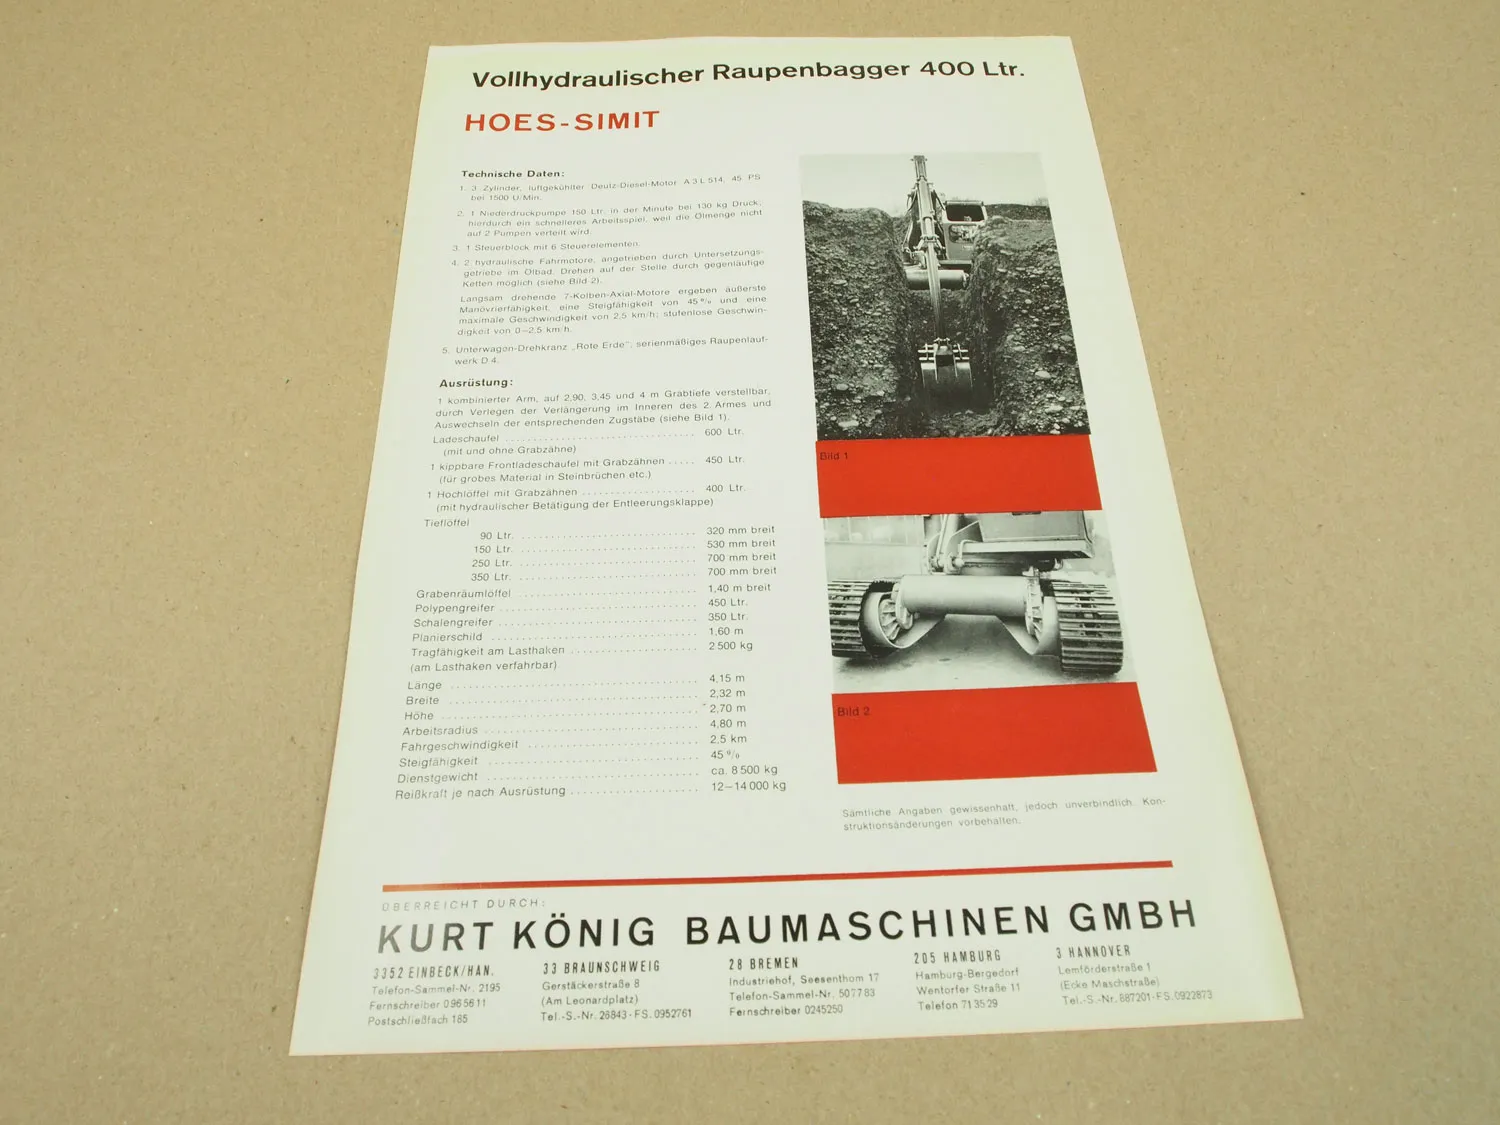 Vollhydraulischer Raupenbagger 400 Ltr.
HOES-SIMIT
Technische Daten:
1. 3 Zylinder, luftgekühlter Deutz-Diesel-Motor A 3 L 514, 45 PS
bei 1500 U/Min.
2. 1 Niederdruckpumpe 150 Ltr. in der Minute bei 130 kg Druck,
hierdurch ein schnelleres Arbeitsspiel, weil die Ölmenge nicht
auf 2 Pumpen verteilt wird.
3. 1 Steuerblock mit 6 Steuerelementen.
4. 2 hydraulische Fahrmotore, angetrieben durch Untersetzungs-
getriebe im Ölbad. Drehen auf der Stelle durch gegenläufige
Ketten möglich (siehe Bild 2).
Langsam drehende 7-Kolben-Axial-Motore ergeben äußerste
Manövrierfähigkeit, eine Steigfähigkeit von 45 % und eine
maximale Geschwindigkeit von 2,5 km/h; stufenlose Geschwin-
digkeit von 0–2,5 km/h.
5. Unterwagen-Drehkranz „Rote Erde“, serienmäßiges Raupenlauf-
werk D 4.
Ausrüstung:
1 kombinierter Arm, auf 2,90, 3,45 und 4 m Grabtiefe verstellbar,
durch Verlegen der Verlängerung im Inneren des 2. Armes und
Auswechseln der entsprechenden Zugstäbe (siehe Bild 1).
Ladeschaufel . . . . . . . . . . 600 Ltr.
(mit und ohne Grabzähne)
1 kippbare Frontladeschaufel mit Grabzähnen . . . . . 450 Ltr.
(für grobes Material in Steinbrüchen etc.)
1 Hochlöffel mit Grabzähnen . . . . . . . . . . 400 Ltr.
(mit hydraulischer Betätigung der Entleerungsklappe)
Tieflöffel
90 Ltr. . . . . . . . . . . 320 mm breit
150 Ltr. . . . . . . . . . . 530 mm breit
250 Ltr. . . . . . . . . . . 700 mm breit
350 Ltr. . . . . . . . . . . 700 mm breit
Grabenräumlöffel . . . . . . . . . . 1,40 m breit
Polypengreifer . . . . . . . . . . 450 Ltr.
Schalengreifer . . . . . . . . . . 350 Ltr.
Planierschild . . . . . . . . . . 1,60 m
Tragfähigkeit am Lasthaken . . . . . . . . . . 2 500 kg
(am Lasthaken verfahrbar)
Länge . . . . . . . . . . 4,15 m
Breite . . . . . . . . . . 2,32 m
Höhe . . . . . . . . . . 2,70 m
Arbeitsradius . . . . . . . . . . 4,80 m
Fahrgeschwindigkeit . . . . . . . . . . 2,5 km
Steigfähigkeit . . . . . . . . . . 45 %
Dienstgewicht . . . . . . . . . . ca. 8 500 kg
Reißkraft je nach Ausrüstung . . . . . . . . . . 12–14 000 kg
Bild 1
Bild 2
Sämtliche Angaben gewissenhaft, jedoch unverbindlich. Kon-
struktionsänderungen vorbehalten.
ÜBERREICHT DURCH:
KURT KÖNIG BAUMASCHINEN GMBH
3352 EINBECK/HAN.
Telefon-Sammel-Nr. 2195
Fernschreiber 0965611
Postschließfach 185
33 BRAUNSCHWEIG
Gerstäckerstraße 8
(Am Leonardplatz)
Tel.-S.-Nr. 26843 · FS. 0952761
28 BREMEN
Industriehof, Seesenthom 17
Telefon-Sammel-Nr. 507783
Fernschreiber 0245250
205 HAMBURG
Hamburg-Bergedorf
Wentorfer Straße 11
Telefon 71 35 29
3 HANNOVER
Lemförderstraße 1
(Ecke Maschstraße)
Tel.-S.-Nr. 887201 - FS. 0922873